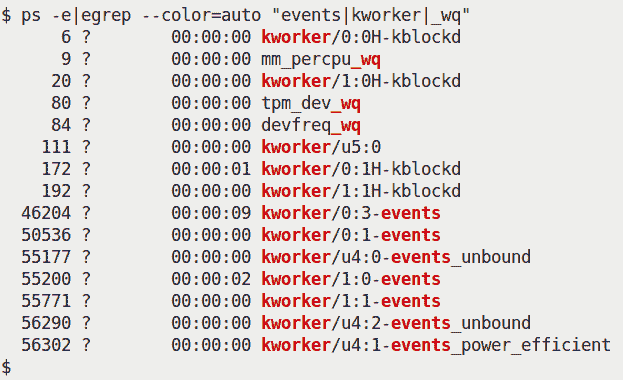 $ ps -e|egrep --color=auto "events|kworker|_wq"
      6 ?        00:00:00 kworker/0:0H-kblockd
      9 ?        00:00:00 mm_percpu_wq
     20 ?        00:00:00 kworker/1:0H-kblockd
     80 ?        00:00:00 tpm_dev_wq
     84 ?        00:00:00 devfreq_wq
    111 ?        00:00:00 kworker/u5:0
    172 ?        00:00:01 kworker/0:1H-kblockd
    192 ?        00:00:00 kworker/1:1H-kblockd
  46204 ?        00:00:09 kworker/0:3-events
  50536 ?        00:00:00 kworker/0:1-events
  55177 ?        00:00:00 kworker/u4:0-events_unbound
  55200 ?        00:00:02 kworker/1:0-events
  55771 ?        00:00:00 kworker/1:1-events
  56290 ?        00:00:00 kworker/u4:2-events_unbound
  56302 ?        00:00:00 kworker/u4:1-events_power_efficient
$